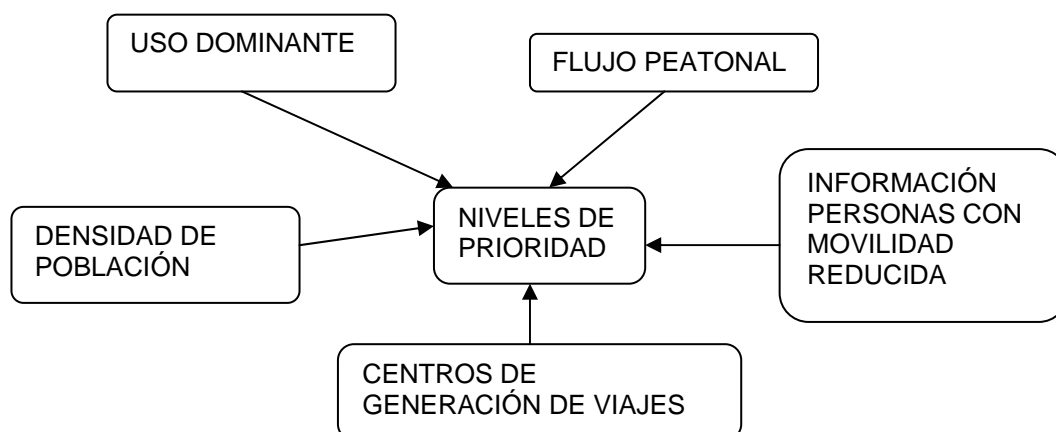 USO DOMINANTE
FLUJO PEATONAL
INFORMACIÓN
PERSONAS CON
MOVILIDAD
REDUCIDA
NIVELES DE
PRIORIDAD
DENSIDAD DE
POBLACIÓN
CENTROS DE
GENERACIÓN DE VIAJES